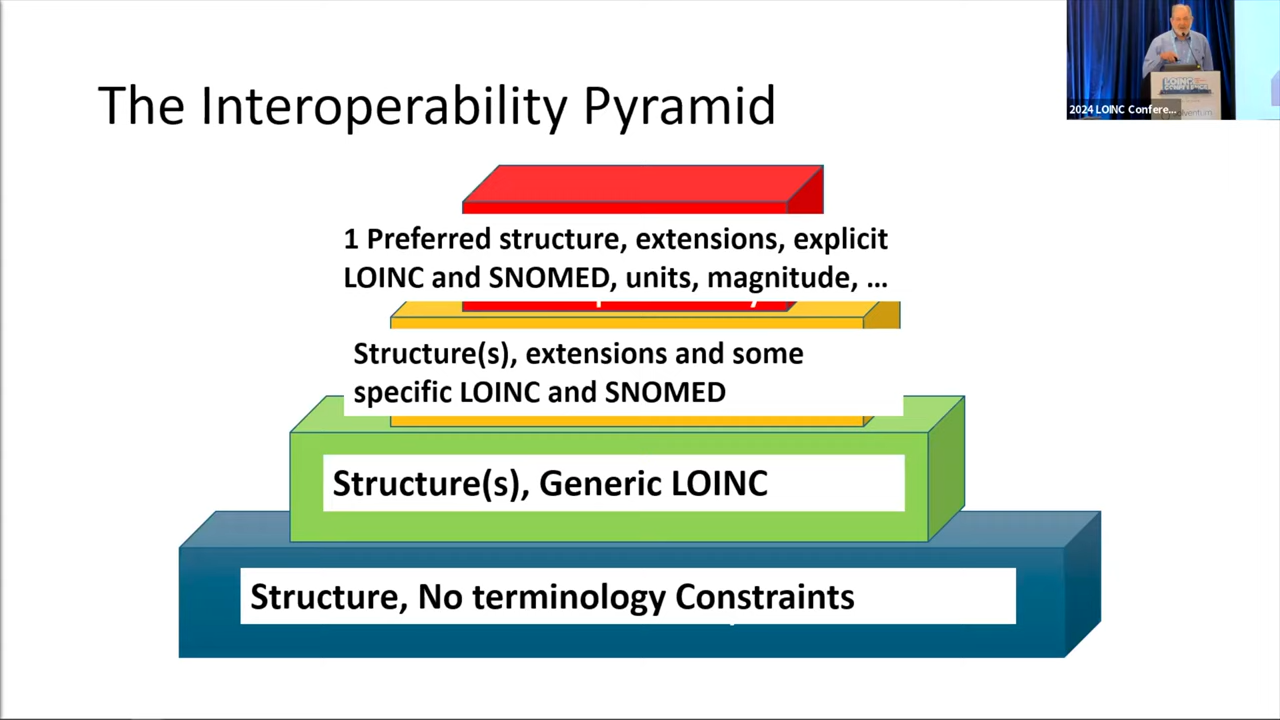 The Interoperability Pyramid
2024 LOINC Confere...
1 Preferred structure, extensions, explicit
LOINC and SNOMED, units, magnitude, ...
Structure(s), extensions and some
specific LOINC and SNOMED
Structure(s), Generic LOINC
Structure, No terminology Constraints